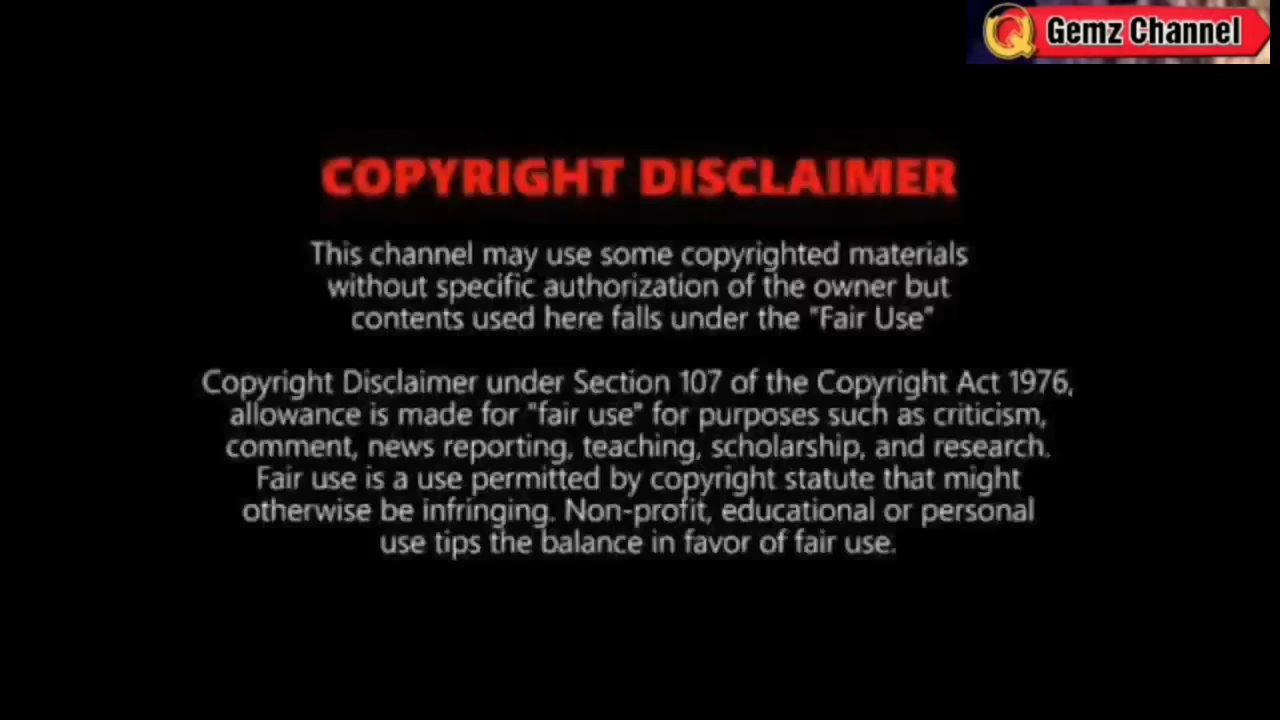 Gemz Channel
COPYRIGHT DISCLAIMER
This channel may use some copyrighted materials
without specific authorization of the owner but
contents used here falls under the "Fair Use"
Copyright Disclaimer under Section 107 of the Copyright Act 1976,
allowance is made for "fair use" for purposes such as criticism,
comment, news reporting, teaching, scholarship, and research.
Fair use is a use permitted by copyright statute that might
otherwise be infringing. Non-profit, educational or personal
use tips the balance in favor of fair use.